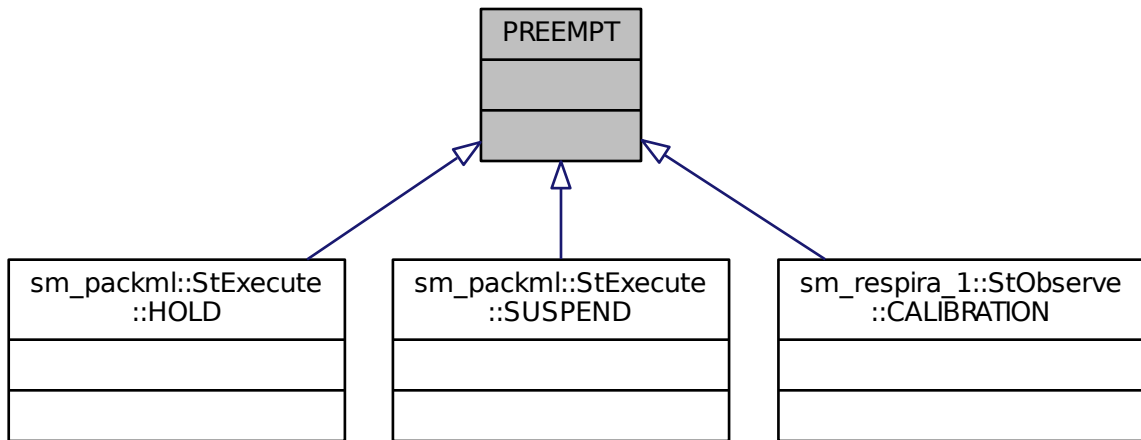 PREEMPT
sm_packml::StExecute
::HOLD
sm_packml::StExecute
::SUSPEND
sm_respira_1::StObserve
::CALIBRATION